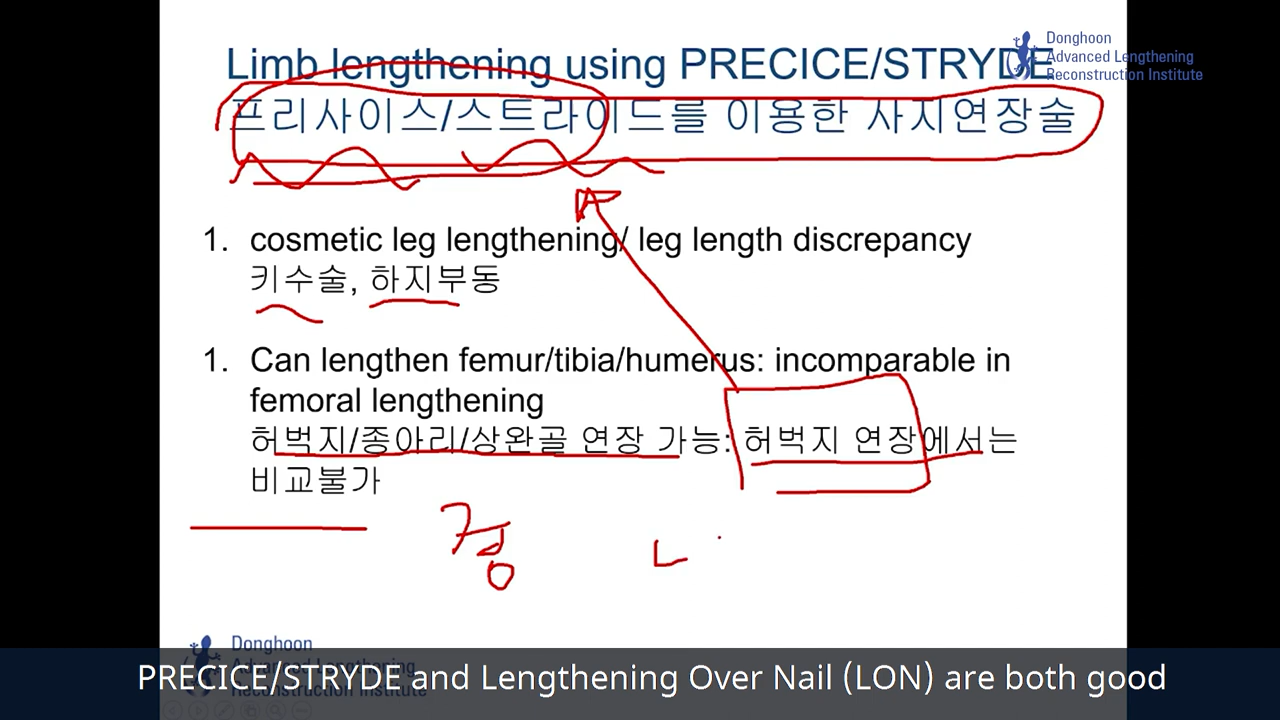 Donghoon
Advanced Lengthening
Reconstruction Institute
Limb lengthening using PRECICE/STRYDE
프리사이스/스트라이드를 이용한 사지연장술
1. cosmetic leg lengthening/ leg length discrepancy
키수술, 하지부동
1. Can lengthen femur/tibia/humerus: incomparable in
femoral lengthening
허벅지/종아리/상완골 연장 가능: 허벅지 연장에서는
비교불가
Donghoon
Advanced Lengthening
Reconstruction Institute
PRECICE/STRYDE and Lengthening Over Nail (LON) are both good